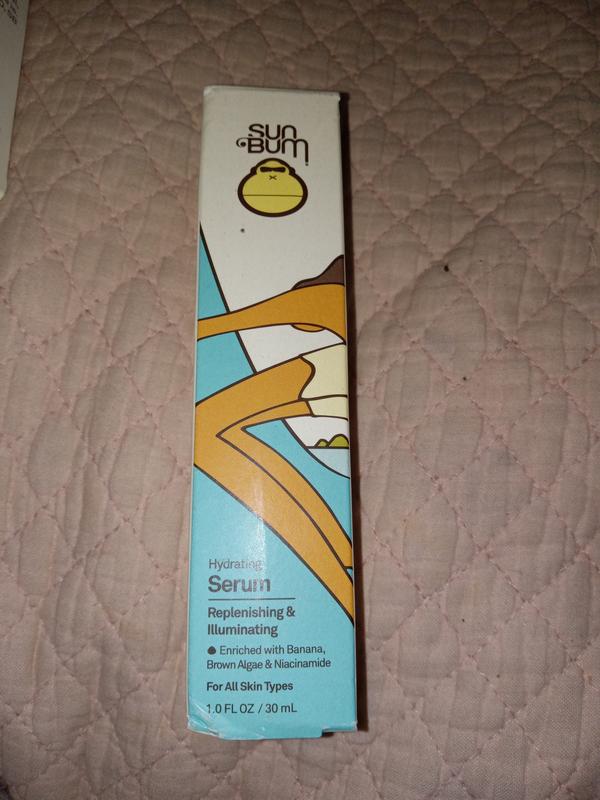 SUN
BUM
Hydrating
Serum
Replenishing &
Illuminating
Enriched with Banana,
Brown Algae & Niacinamide
For All Skin Types
1.0 FL OZ / 30 mL